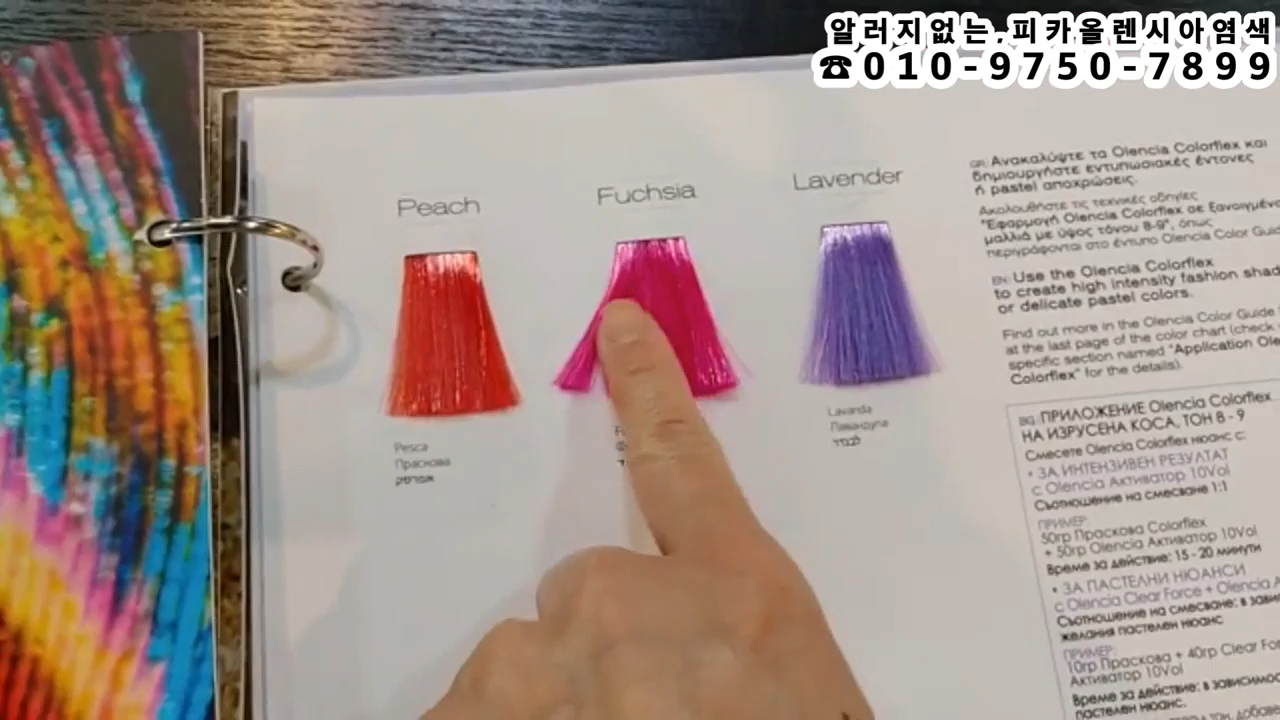 알러지없는,피카올렌시아염색
☎010-9750-7899
Peach
Fuchsia
Lavender
Pesca
Праскова
אפרסק
Lavanda
Лавандула
לבנדר
GR: Ανακαλύψτε τα Olencia Colorflex και
δημιουργήστε εντυπωσιακές έντονες
ή pastel αποχρώσεις.
Ακολουθήστε τις τεχνικές οδηγίες
"Εφαρμογή Olencia Colorflex σε ξανοιγμένα
μαλλιά με ύψος τόνου 8-9", όπως
περιγράφονται στο έντυπο Olencia Color
EN: Use the Olencia Colorflex
to create high intensity fashion
or delicate pastel colors.
Find out more in the Olencia Color Guide
at the last page of the color chart (check
specific section named "Application
Colorflex" for the details).
BG: ПРИЛОЖЕНИЕ Olencia Colorflex
НА ИЗРУСЕНА КОСА, ТОН 8 - 9
Смесете Olencia Colorflex нюанс с:
• ЗА ИНТЕНЗИВЕН РЕЗУЛТАТ
с Olencia Активатор 10Vol
Съотношение на смесване 1:1
ПРИМЕР:
50гр Праскова Colorflex
+ 50гр Olencia Активатор 10Vol
Време за действие: 15 - 20 минути
• ЗА ПАСТЕЛНИ НЮАНСИ
с Olencia Clear Force + Olencia
Съотношение на смесване: в
желания пастелен нюанс
ПРИМЕР:
10гр Праскова + 40гр Clear
Активатор 10Vol
Време за действие: в
пастелен нюанс.